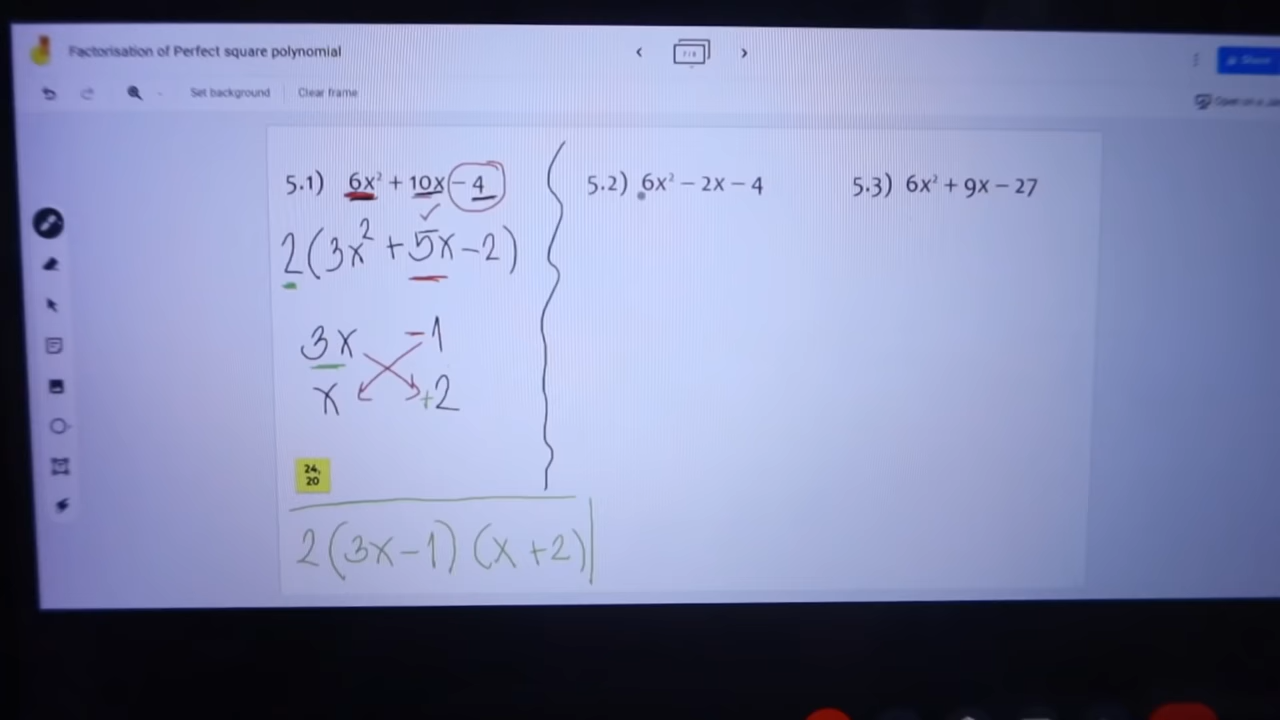 Factorisation of Perfect square polynomial
Set background
Clear frame
Share
5.1) 6x² + 10x - 4
2(3x² + 5x - 2)
3x -1
x +2
24,
20
2(3x - 1) (x + 2)
5.2) 6x² - 2x - 4
5.3) 6x² + 9x - 27